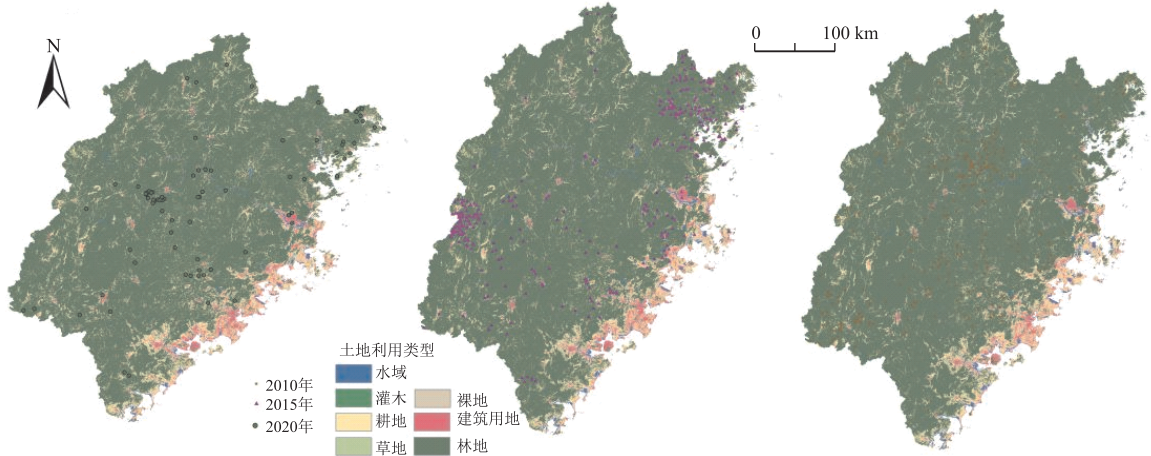 N
0 100 km
土地利用类型
水域
灌木
耕地
草地
裸地
建筑用地
林地
2010年
2015年
2020年